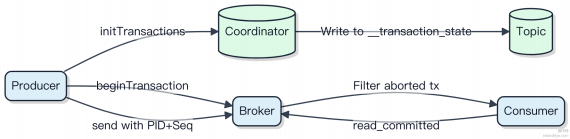 initTransactions
Coordinator
Write to __transaction_state
Topic
Producer
beginTransaction
Filter aborted tx
Broker
Consumer
send with PID+Seq
read_committed